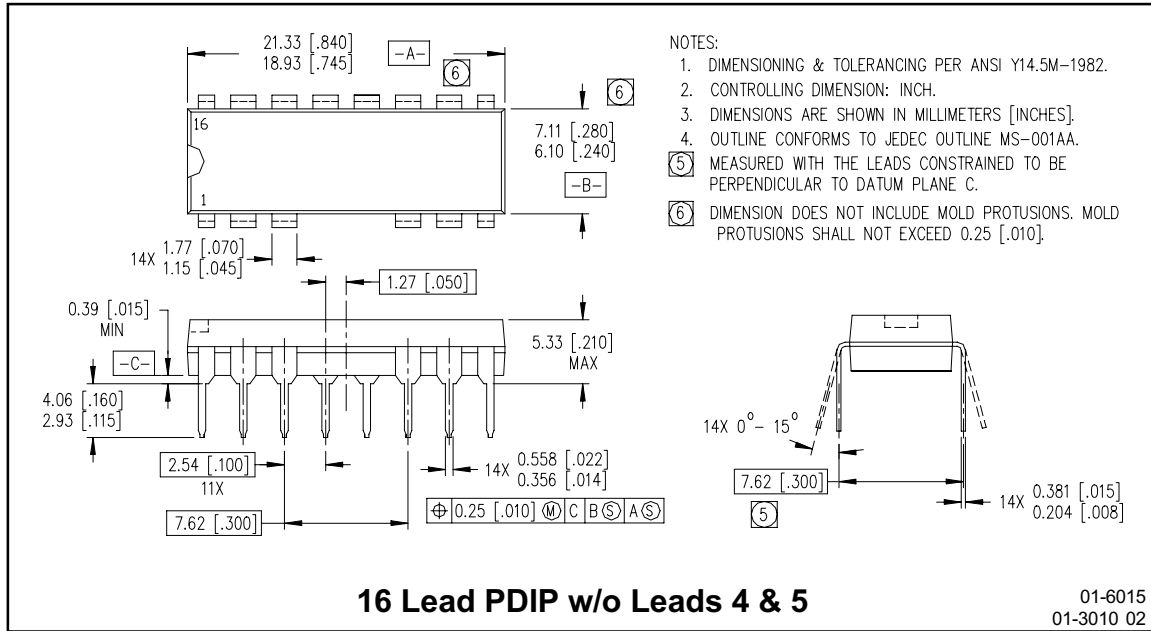 21.33 [.840]
18.93 [.745]
-A-
6
6
16
1
7.11 [.280]
6.10 [.240]
-B-
NOTES:
1. DIMENSIONING & TOLERANCING PER ANSI Y14.5M-1982.
2. CONTROLLING DIMENSION: INCH.
3. DIMENSIONS ARE SHOWN IN MILLIMETERS [INCHES].
4. OUTLINE CONFORMS TO JEDEC OUTLINE MS-001AA.
5 MEASURED WITH THE LEADS CONSTRAINED TO BE
PERPENDICULAR TO DATUM PLANE C.
6 DIMENSION DOES NOT INCLUDE MOLD PROTUSIONS. MOLD
PROTUSIONS SHALL NOT EXCEED 0.25 [.010].
14X 1.77 [.070]
1.15 [.045]
1.27 [.050]
0.39 [.015]
MIN
-C-
5.33 [.210]
MAX
4.06 [.160]
2.93 [.115]
2.54 [.100]
11X
14X 0.558 [.022]
0.356 [.014]
⌖ 0.25 [.010] Ⓜ C B Ⓢ A Ⓢ
7.62 [.300]
14X 0° - 15°
7.62 [.300]
5
14X 0.381 [.015]
0.204 [.008]
16 Lead PDIP w/o Leads 4 & 5
01-6015
01-3010 02